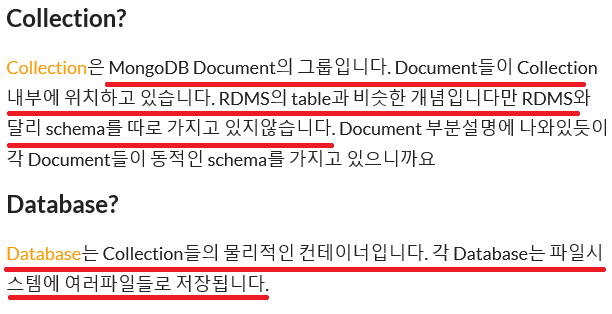 Collection?
Collection은 MongoDB Document의 그룹입니다. Document들이 Collection
내부에 위치하고 있습니다. RDMS의 table과 비슷한 개념입니다만 RDMS와
달리 schema를 따로 가지고 있지않습니다. Document 부분설명에 나와있듯이
각 Document들이 동적인 schema를 가지고 있으니까요
Database?
Database는 Collection들의 물리적인 컨테이너입니다. 각 Database는 파일시
스템에 여러파일들로 저장됩니다.